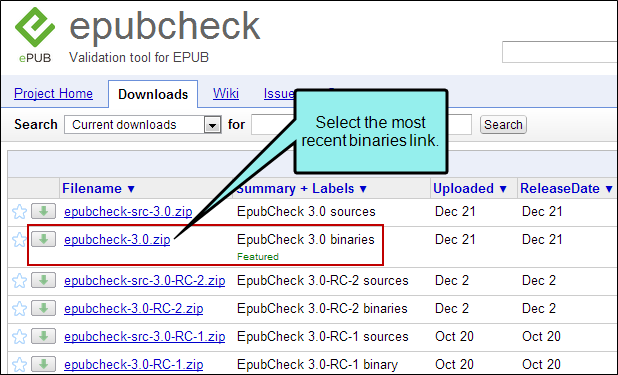 epubcheck
ePUB
Validation tool for EPUB
Project Home Downloads Wiki Issue
Search Current downloads for Search
Select the most
recent binaries link.
Filename ▼ Summary + Labels ▼ Uploaded ▼ ReleaseDate ▼
epubcheck-src-3.0.zip EpubCheck 3.0 sources Dec 21 Dec 21
epubcheck-3.0.zip EpubCheck 3.0 binaries Dec 21 Dec 21
Featured
epubcheck-src-3.0-RC-2.zip EpubCheck 3.0-RC-2 sources Dec 2 Dec 2
epubcheck-3.0-RC-2.zip EpubCheck 3.0-RC-2 binaries Dec 2 Dec 2
epubcheck-src-3.0-RC-1.zip EpubCheck 3.0-RC-1 sources Oct 20 Oct 20
epubcheck-3.0-RC-1.zip EpubCheck 3.0-RC-1 binary Oct 20 Oct 20